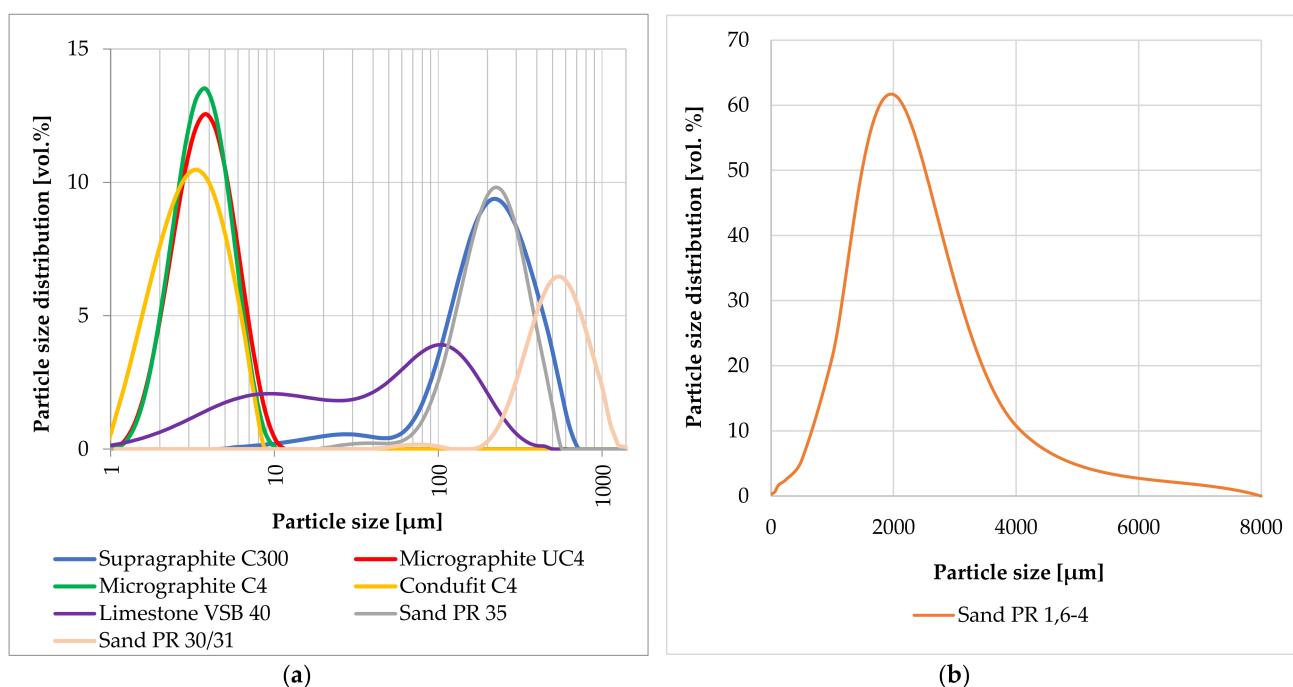 15
10
5
0
Particle size distribution [vol.%]
1
10
100
1000
Particle size [µm]
Supragraphite C300
Micrographite UC4
Micrographite C4
Condufit C4
Limestone VSB 40
Sand PR 35
Sand PR 30/31
(a)
70
60
50
40
30
20
10
0
Particle size distribution [vol. %]
0
2000
4000
6000
8000
Particle size [µm]
Sand PR 1,6-4
(b)